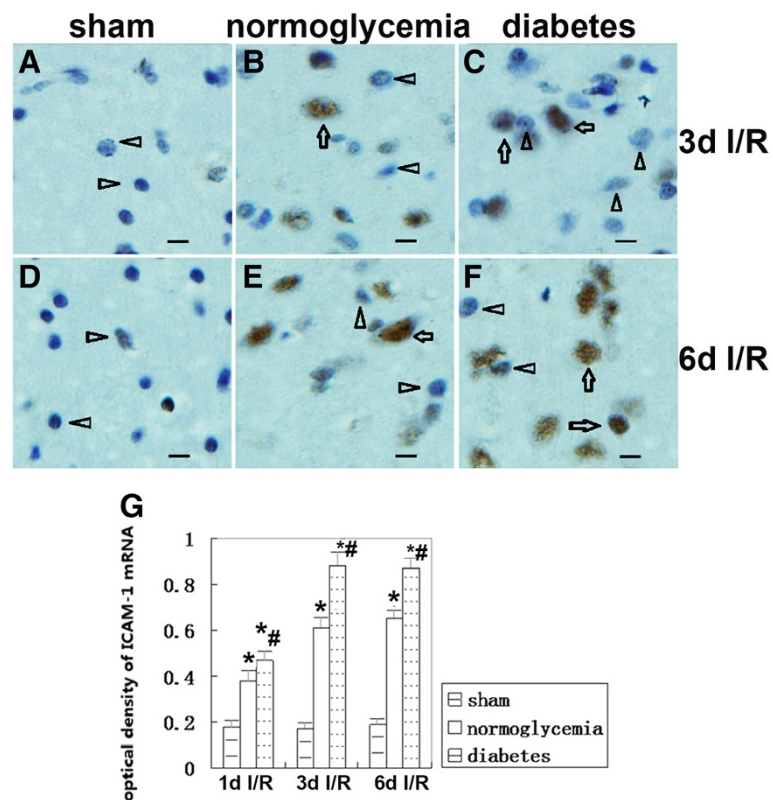 sham normoglycemia diabetes
A B C 3d I/R
D E F 6d I/R
G
optical density of ICAM-1 mRNA
1
0.8
0.6
0.4
0.2
0
* *# * *# * *#
1d I/R 3d I/R 6d I/R
sham
normoglycemia
diabetes